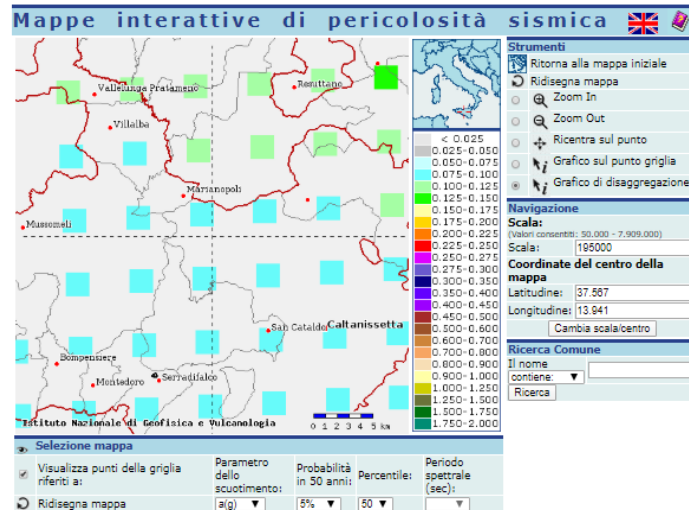 Mappe interattive di pericolosità sismica
Vallelunga Pratameno
Resuttano
Villalba
Marianopoli
Mussomeli
San Cataldo
Caltanissetta
Bompensiere
Montedoro
Serradifalco
Istituto Nazionale di Geofisica e Vulcanologia
0 1 2 3 4 5 km
< 0.025
0.025-0.050
0.050-0.075
0.075-0.100
0.100-0.125
0.125-0.150
0.150-0.175
0.175-0.200
0.200-0.225
0.225-0.250
0.250-0.275
0.275-0.300
0.300-0.350
0.350-0.400
0.400-0.450
0.450-0.500
0.500-0.600
0.600-0.700
0.700-0.800
0.800-0.900
0.900-1.000
1.000-1.250
1.250-1.500
1.500-1.750
1.750-2.000
Strumenti
Ritorna alla mappa iniziale
Ridisegna mappa
Zoom In
Zoom Out
Ricentra sul punto
Grafico sul punto griglia
Grafico di disaggregazione
Navigazione
Scala:
(Valori consentiti: 50.000 - 7.909.000)
Scala: 195000
Coordinate del centro della
mappa
Latitudine: 37.567
Longitudine: 13.941
Cambia scala/centro
Ricerca Comune
Il nome
contiene:
Ricerca
Selezione mappa
Visualizza punti della griglia
riferiti a:
Parametro
dello
scuotimento:
Probabilità
in 50 anni:
Percentile:
Periodo
spettrale
(sec):
Ridisegna mappa
a(g)
5%
50